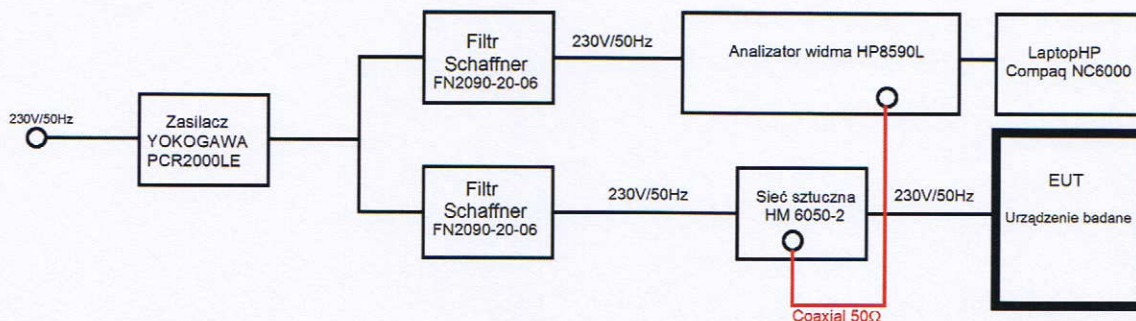 230V/50Hz
Zasilacz
YOKOGAWA
PCR2000LE
Filtr
Schaffner
FN2090-20-06
230V/50Hz
Analizator widma HP8590L
LaptopHP
Compaq NC6000
Filtr
Schaffner
FN2090-20-06
230V/50Hz
Sieć sztuczna
HM 6050-2
230V/50Hz
EUT
Urządzenie badane
Coaxial 50Ω